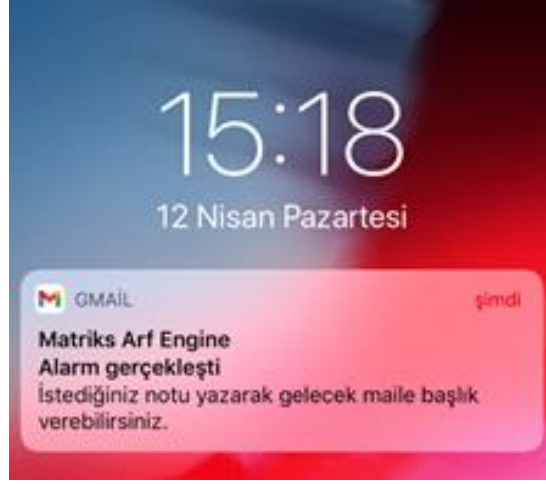 15:18
12 Nisan Pazartesi
GMAİL şimdi
Matriks Arf Engine
Alarm gerçekleşti
İstediğiniz notu yazarak gelecek maile başlık
verebilirsiniz.